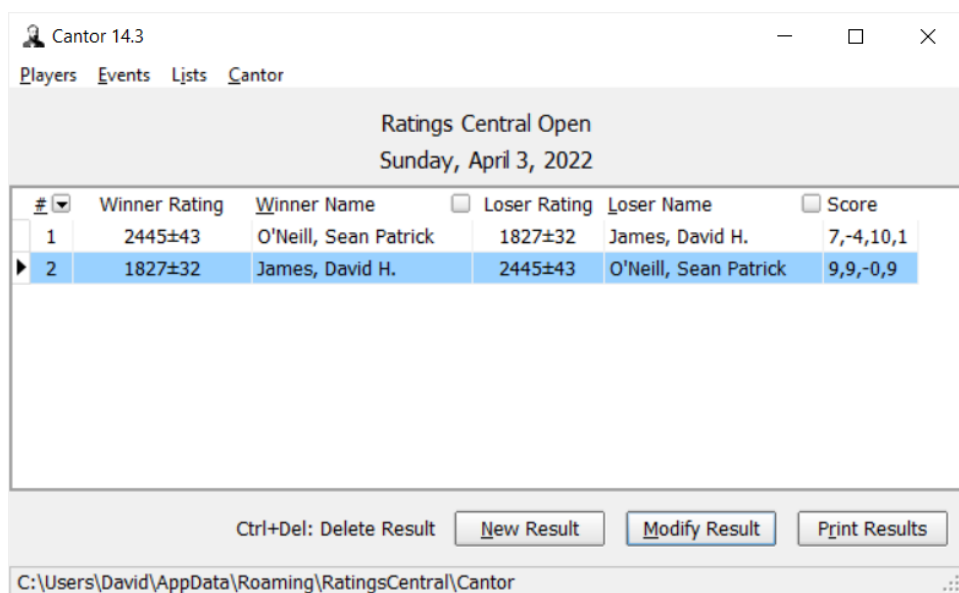 Cantor 14.3
Players Events Lists Cantor
Ratings Central Open
Sunday, April 3, 2022
# Winner Rating Winner Name Loser Rating Loser Name Score
1 2445±43 O'Neill, Sean Patrick 1827±32 James, David H. 7,-4,10,1
2 1827±32 James, David H. 2445±43 O'Neill, Sean Patrick 9,9,-0,9
Ctrl+Del: Delete Result New Result Modify Result Print Results
C:\Users\David\AppData\Roaming\RatingsCentral\Cantor